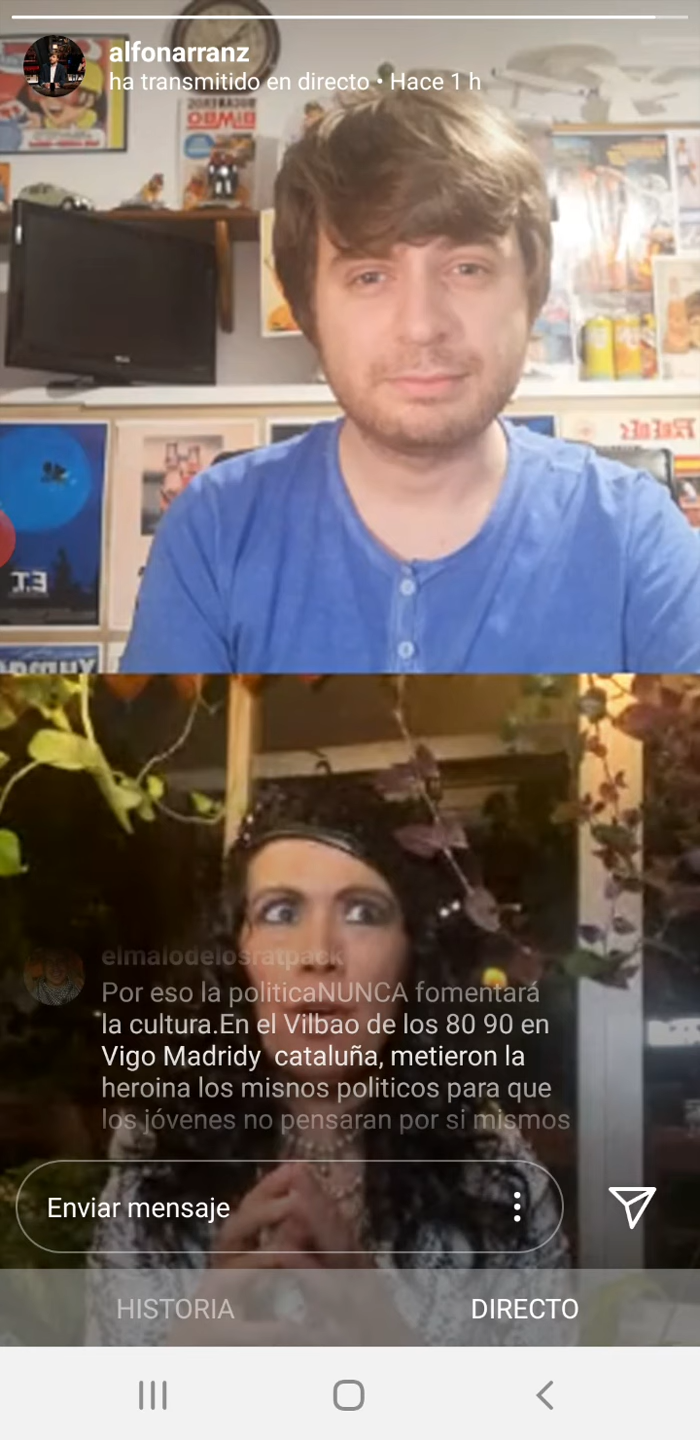 alfonarranz
ha transmitido en directo • Hace 1 h
BIMBO
E.T
elmalodelosratpack
Por eso la politicaNUNCA fomentará
la cultura.En el Vilbao de los 80 90 en
Vigo Madridy  cataluña, metieron la
heroina los misnos politicos para que
los jóvenes no pensaran por si mismos
Enviar mensaje
HISTORIA
DIRECTO